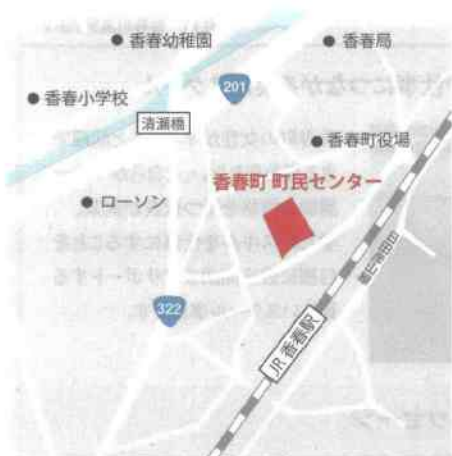 ● 香春幼稚園
● 香春局
201
● 香春小学校
清瀬橋
● 香春町役場
香春町 町民センター
● ローソン
322
JR 香春駅